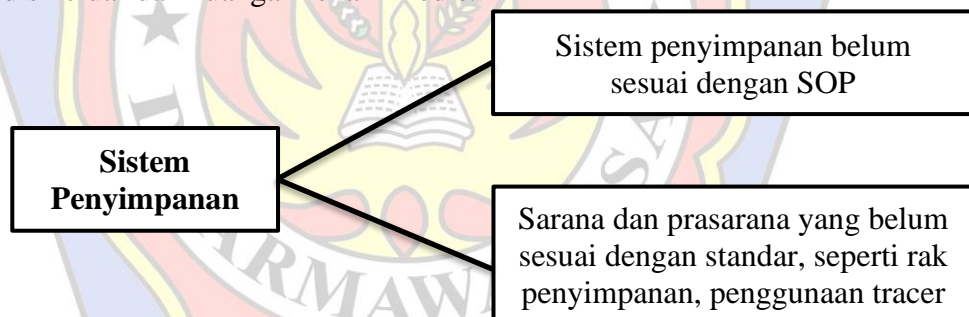 Sistem penyimpanan belum
sesuai dengan SOP
Sistem
Penyimpanan
Sarana dan prasarana yang belum
sesuai dengan standar, seperti rak
penyimpanan, penggunaan tracer